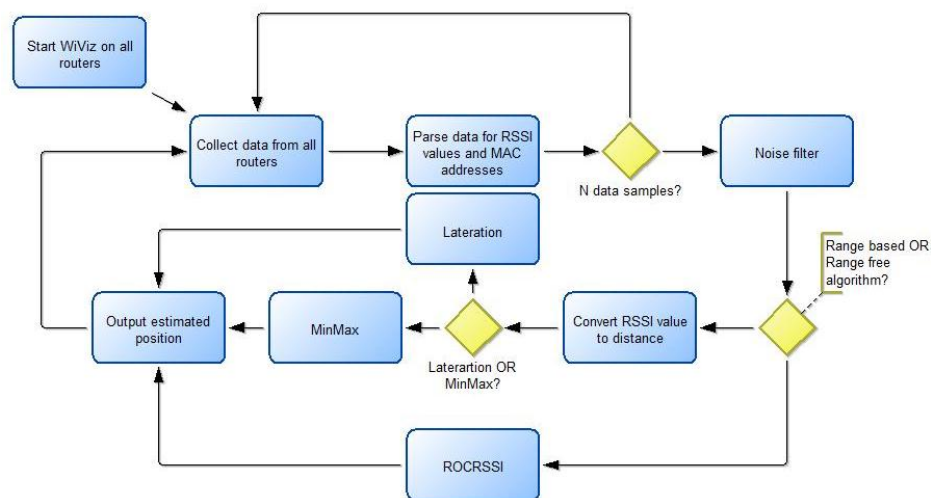 Start WiViz on all
routers
Collect data from all
routers
Parse data for RSSI
values and MAC
addresses
N data samples?
Noise filter
Range based OR
Range free
algorithm?
Lateration
Output estimated
position
MinMax
Laterartion OR
MinMax?
Convert RSSI value
to distance
ROCRSSI